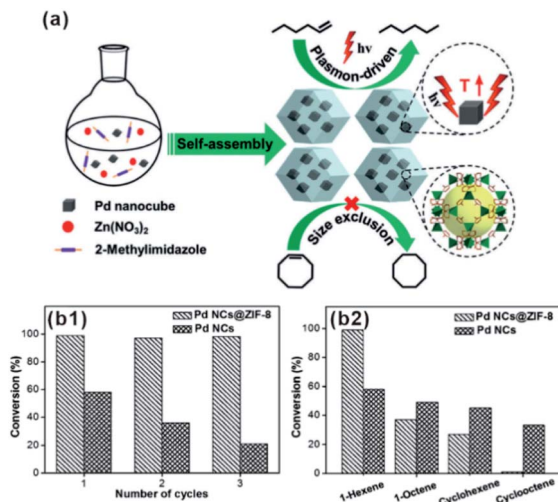 (a)
hν
Plasmon-driven
T
hν
Self-assembly
Pd nanocube
Zn(NO₃)₂
2-Methylimidazole
Size exclusion
(b1)
Pd NCs@ZIF-8
Pd NCs
Conversion (%)
100
80
60
40
20
0
1
2
3
Number of cycles
(b2)
Pd NCs@ZIF-8
Pd NCs
Conversion (%)
100
80
60
40
20
0
1-Hexene
1-Octene
Cyclohexene
Cyclooctene